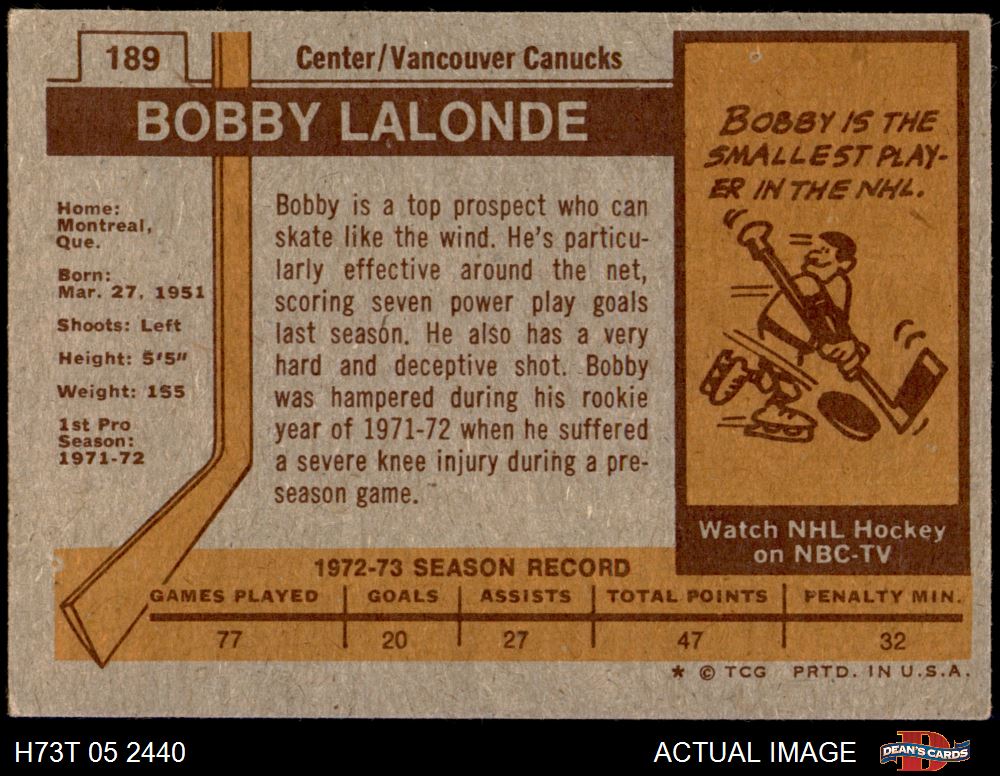 189
Center/Vancouver Canucks
BOBBY LALONDE
Home:
Montreal,
Que.
Born:
Mar. 27, 1951
Shoots: Left
Height: 5'5"
Weight: 155
1st Pro
Season:
1971-72
Bobby is a top prospect who can
skate like the wind. He's particu-
larly effective around the net,
scoring seven power play goals
last season. He also has a very
hard and deceptive shot. Bobby
was hampered during his rookie
year of 1971-72 when he suffered
a severe knee injury during a pre-
season game.
BOBBY IS THE
SMALLEST PLAY-
ER IN THE NHL.
Watch NHL Hockey
on NBC-TV
1972-73 SEASON RECORD
GAMES PLAYED GOALS ASSISTS TOTAL POINTS PENALTY MIN.
77 20 27 47 32
* © TCG PRTD. IN U.S.A.
H73T 05 2440
ACTUAL IMAGE
D
DEAN'S CARDS